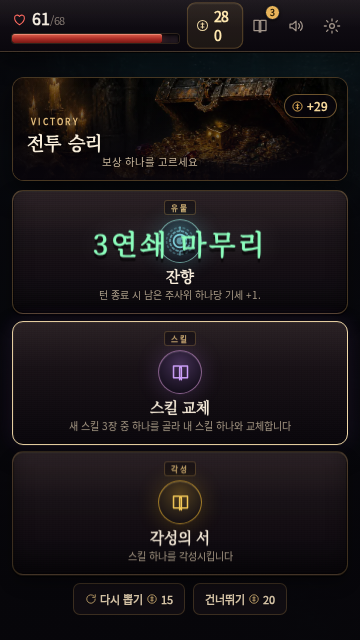 61/68
28
0
3
VICTORY
+29
전투 승리
보상 하나를 고르세요
유물
3연쇄 마무리
잔향
턴 종료 시 남은 주사위 하나당 기세 +1.
스킬
스킬 교체
새 스킬 3장 중 하나를 골라 내 스킬 하나와 교체합니다
각성
각성의 서
스킬 하나를 각성시킵니다
다시 뽑기 15
건너뛰기 20